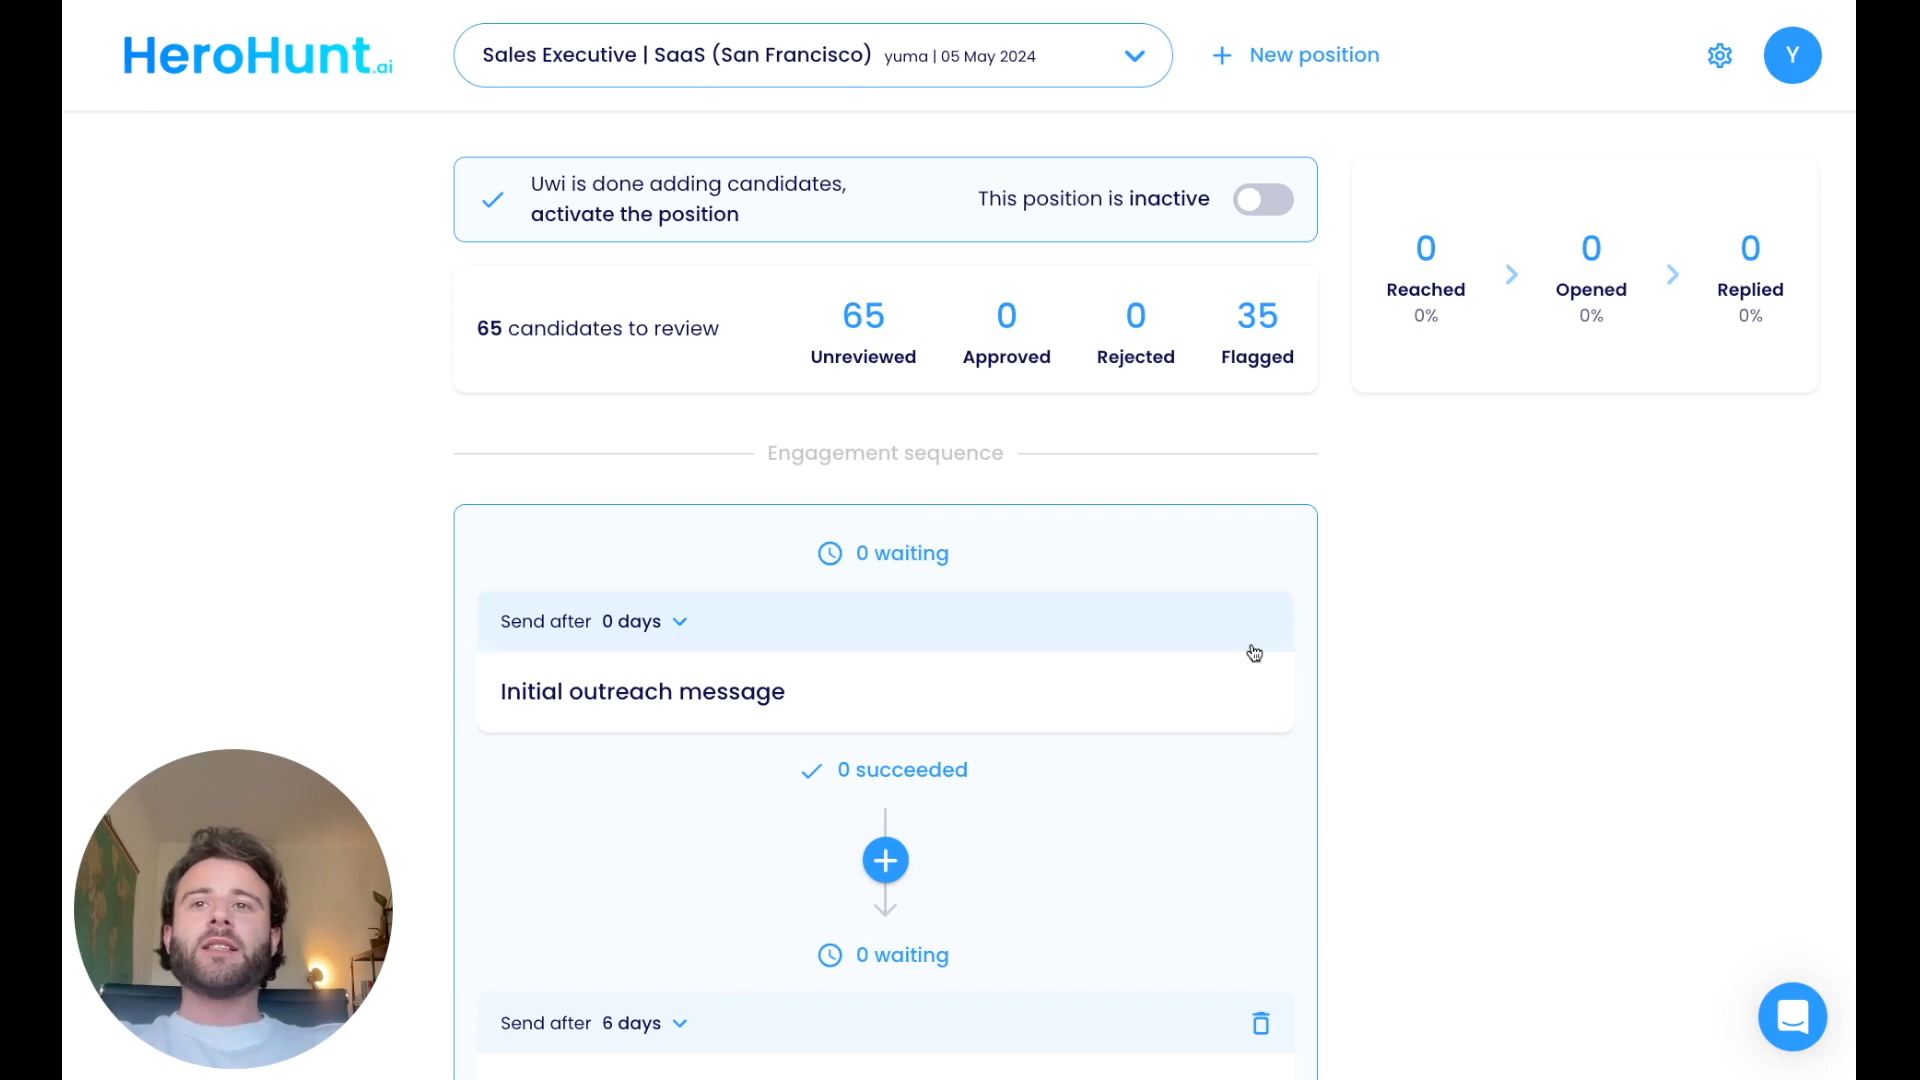 HeroHunt.ai
Sales Executive | SaaS (San Francisco) yuma | 05 May 2024
+ New position
Y
Uwi is done adding candidates,
activate the position
This position is inactive
65 candidates to review
65
Unreviewed
0
Approved
0
Rejected
35
Flagged
0
Reached
0%
0
Opened
0%
0
Replied
0%
Engagement sequence
0 waiting
Send after 0 days
Initial outreach message
0 succeeded
0 waiting
Send after 6 days